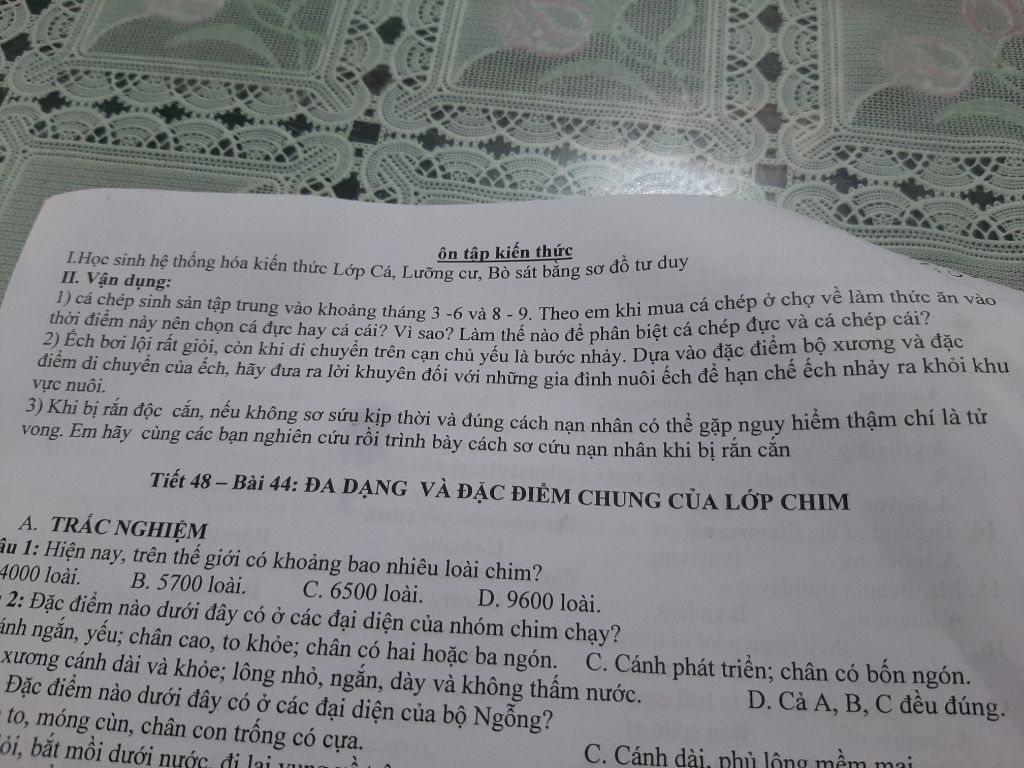 ôn tập kiến thức
I.Học sinh hệ thống hóa kiến thức Lớp Cá, Lưỡng cư, Bò sát bằng sơ đồ tư duy
II. Vận dụng:
1) cá chép sinh sản tập trung vào khoảng tháng 3 -6 và 8 - 9. Theo em khi mua cá chép ở chợ về làm thức ăn vào
thời điểm này nên chọn cá đực hay cá cái? Vì sao? Làm thế nào để phân biệt cá chép đực và cá chép cái?
2) Ếch bơi lội rất giỏi, còn khi di chuyển trên cạn chủ yếu là bước nhảy. Dựa vào đặc điểm bộ xương và đặc
điểm di chuyển của ếch, hãy đưa ra lời khuyên đối với những gia đình nuôi ếch để hạn chế ếch nhảy ra khỏi khu
vực nuôi.
3) Khi bị rắn độc cắn, nếu không sơ sứu kịp thời và đúng cách nạn nhân có thể gặp nguy hiểm thậm chí là tử
vong. Em hãy cùng các bạn nghiên cứu rồi trình bày cách sơ cứu nạn nhân khi bị rắn cắn
Tiết 48 – Bài 44: ĐA DẠNG VÀ ĐẶC ĐIỂM CHUNG CỦA LỚP CHIM
A. TRẮC NGHIỆM
âu 1: Hiện nay, trên thế giới có khoảng bao nhiêu loài chim?
4000 loài. B. 5700 loài. C. 6500 loài. D. 9600 loài.
2: Đặc điểm nào dưới đây có ở các đại diện của nhóm chim chạy?
ánh ngắn, yếu; chân cao, to khỏe; chân có hai hoặc ba ngón. C. Cánh phát triển; chân có bốn ngón.
xương cánh dài và khỏe; lông nhỏ, ngắn, dày và không thấm nước. D. Cả A, B, C đều đúng.
Đặc điểm nào dưới đây có ở các đại diện của bộ Ngỗng?
to, móng cùn, chân con trống có cựa.
ỏi, bắt mồi dưới nước, đi lại C. Cánh dài, phủ lông mềm mại